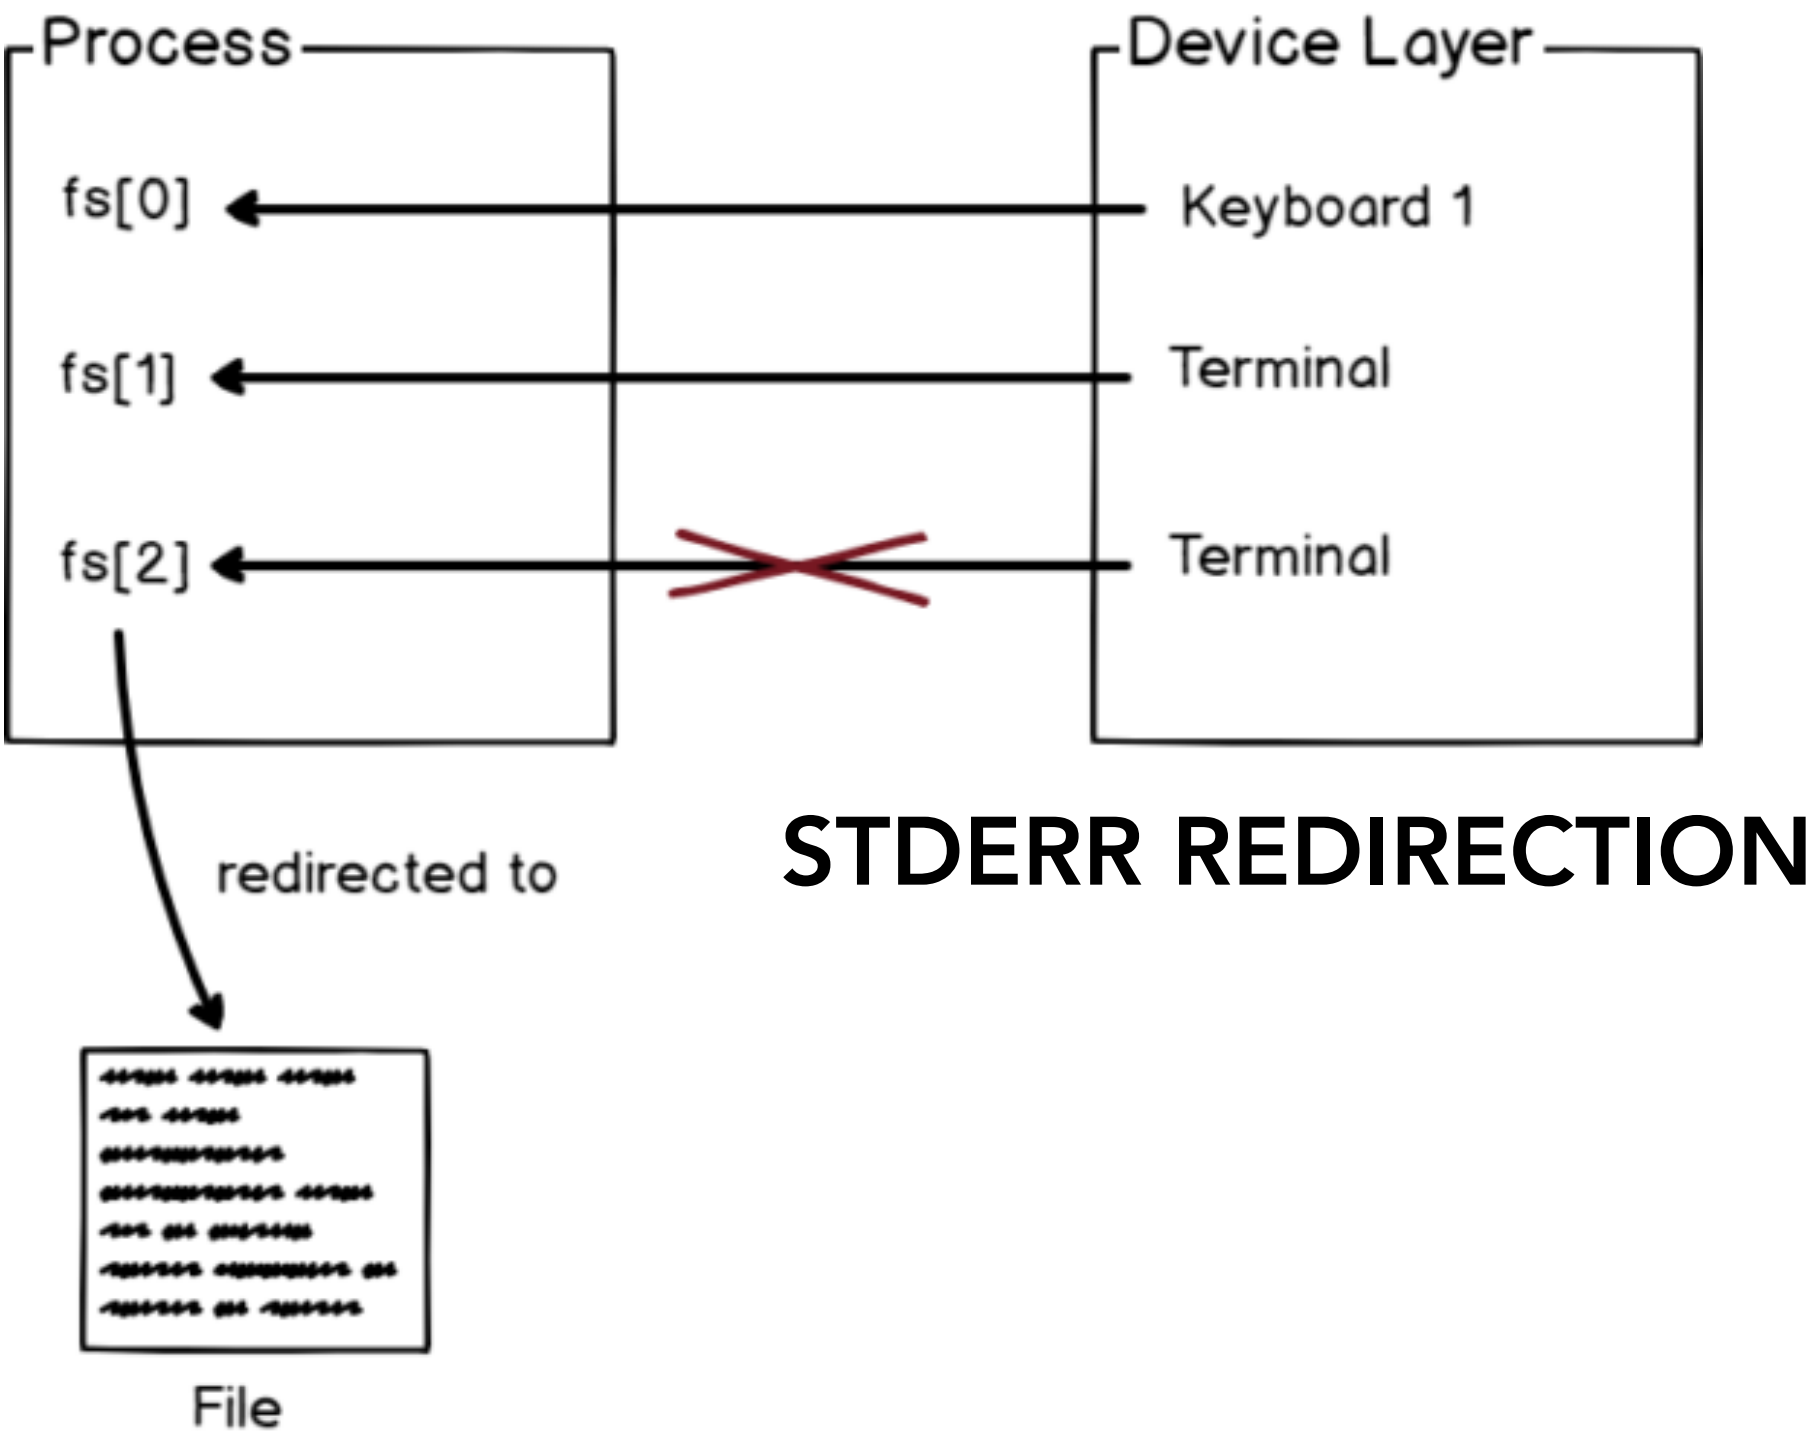 Process
Device Layer
fs[0]
Keyboard 1
fs[1]
Terminal
fs[2]
Terminal
STDERR REDIRECTION
redirected to
File